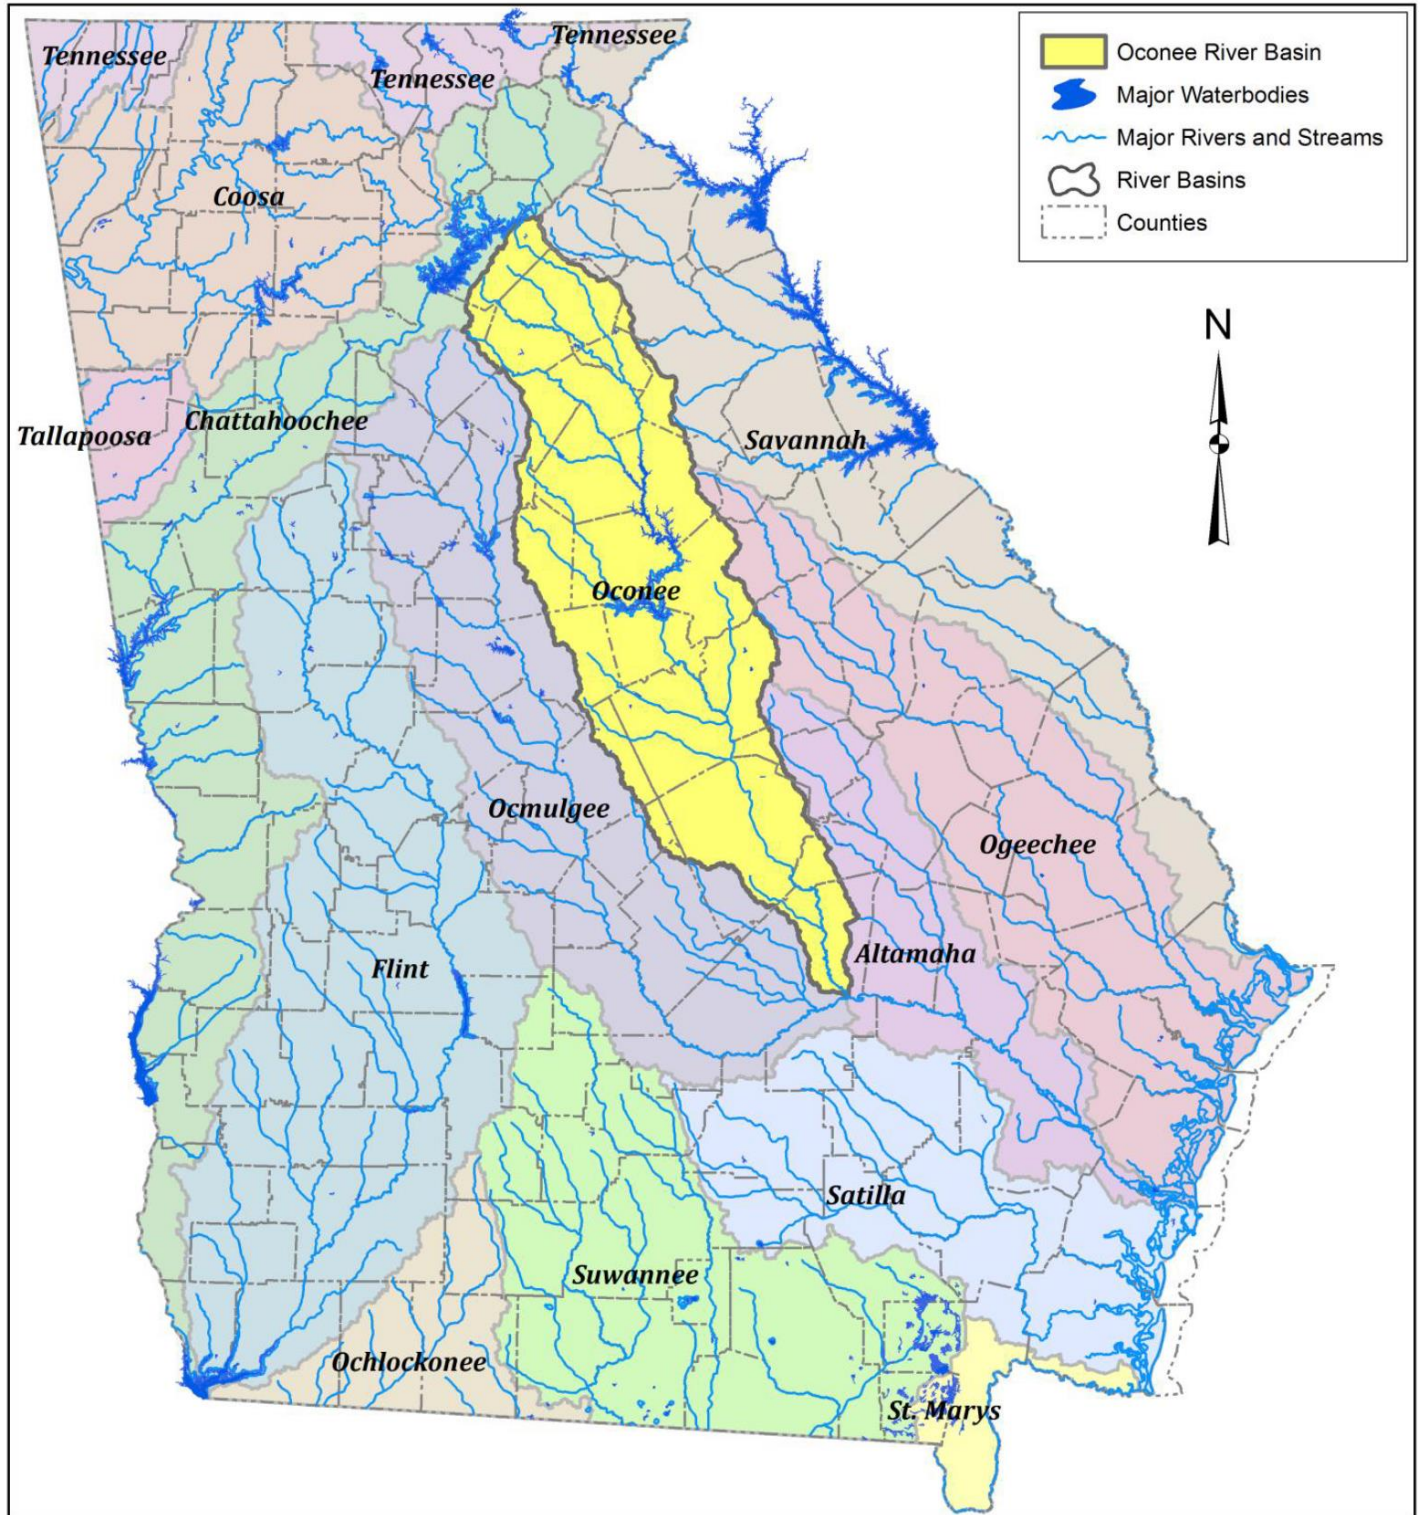 Tennessee
Tennessee
Tennessee
Oconee River Basin
Major Waterbodies
Major Rivers and Streams
River Basins
Counties
Coosa
N
Tallapoosa
Chattahoochee
Savannah
Oconee
Ocmulgee
Ogeechee
Flint
Altamaha
Satilla
Suwannee
Ochlockonee
St. Marys